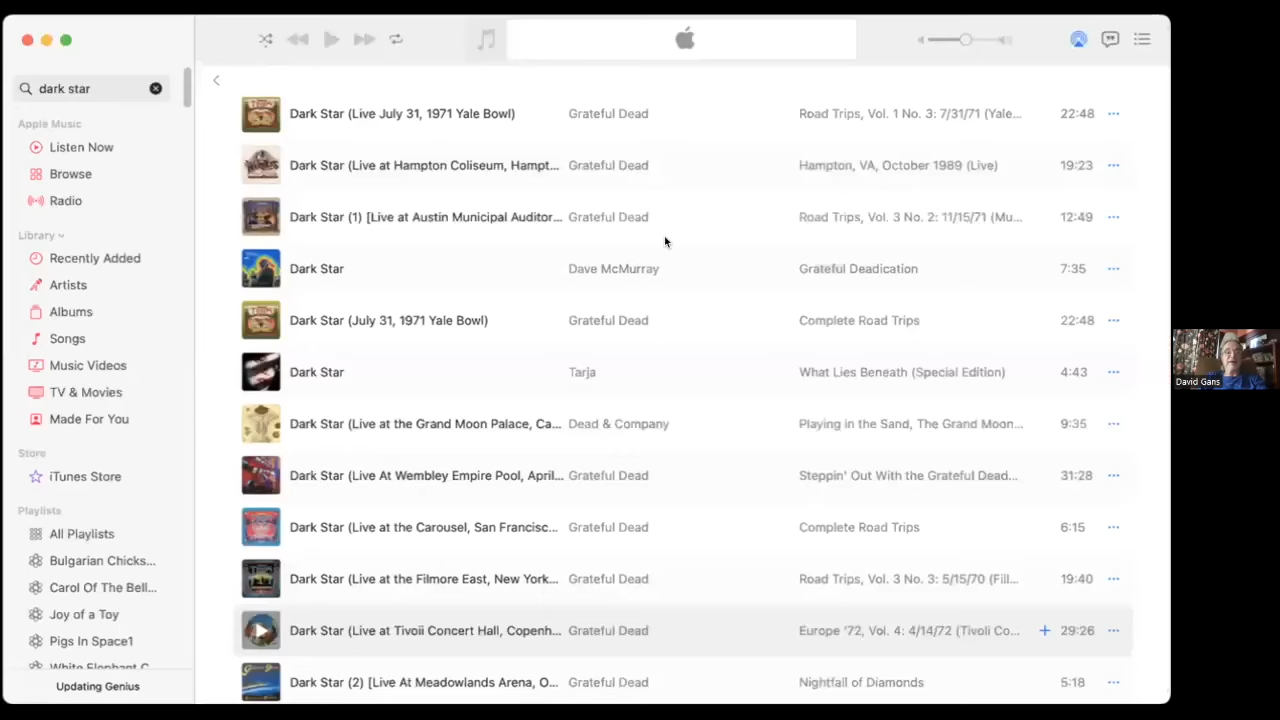 dark star
Apple Music
Listen Now
Browse
Radio
Library
Recently Added
Artists
Albums
Songs
Music Videos
TV & Movies
Made For You
Store
iTunes Store
Playlists
All Playlists
Bulgarian Chicks...
Carol Of The Bell...
Joy of a Toy
Pigs In Space1
White Elephant C
Updating Genius
Dark Star (Live July 31, 1971 Yale Bowl) Grateful Dead Road Trips, Vol. 1 No. 3: 7/31/71 (Yale... 22:48
Dark Star (Live at Hampton Coliseum, Hampt... Grateful Dead Hampton, VA, October 1989 (Live) 19:23
Dark Star (1) [Live at Austin Municipal Auditor... Grateful Dead Road Trips, Vol. 3 No. 2: 11/15/71 (Mu... 12:49
Dark Star Dave McMurray Grateful Deadication 7:35
Dark Star (July 31, 1971 Yale Bowl) Grateful Dead Complete Road Trips 22:48
Dark Star Tarja What Lies Beneath (Special Edition) 4:43
Dark Star (Live at the Grand Moon Palace, Ca... Dead & Company Playing in the Sand, The Grand Moon... 9:35
Dark Star (Live At Wembley Empire Pool, April... Grateful Dead Steppin' Out With the Grateful Dead... 31:28
Dark Star (Live at the Carousel, San Francisc... Grateful Dead Complete Road Trips 6:15
Dark Star (Live at the Filmore East, New York... Grateful Dead Road Trips, Vol. 3 No. 3: 5/15/70 (Fill... 19:40
Dark Star (Live at Tivoii Concert Hall, Copenh... Grateful Dead Europe '72, Vol. 4: 4/14/72 (Tivoli Co... 29:26
Dark Star (2) [Live At Meadowlands Arena, O... Grateful Dead Nightfall of Diamonds 5:18
David Gans